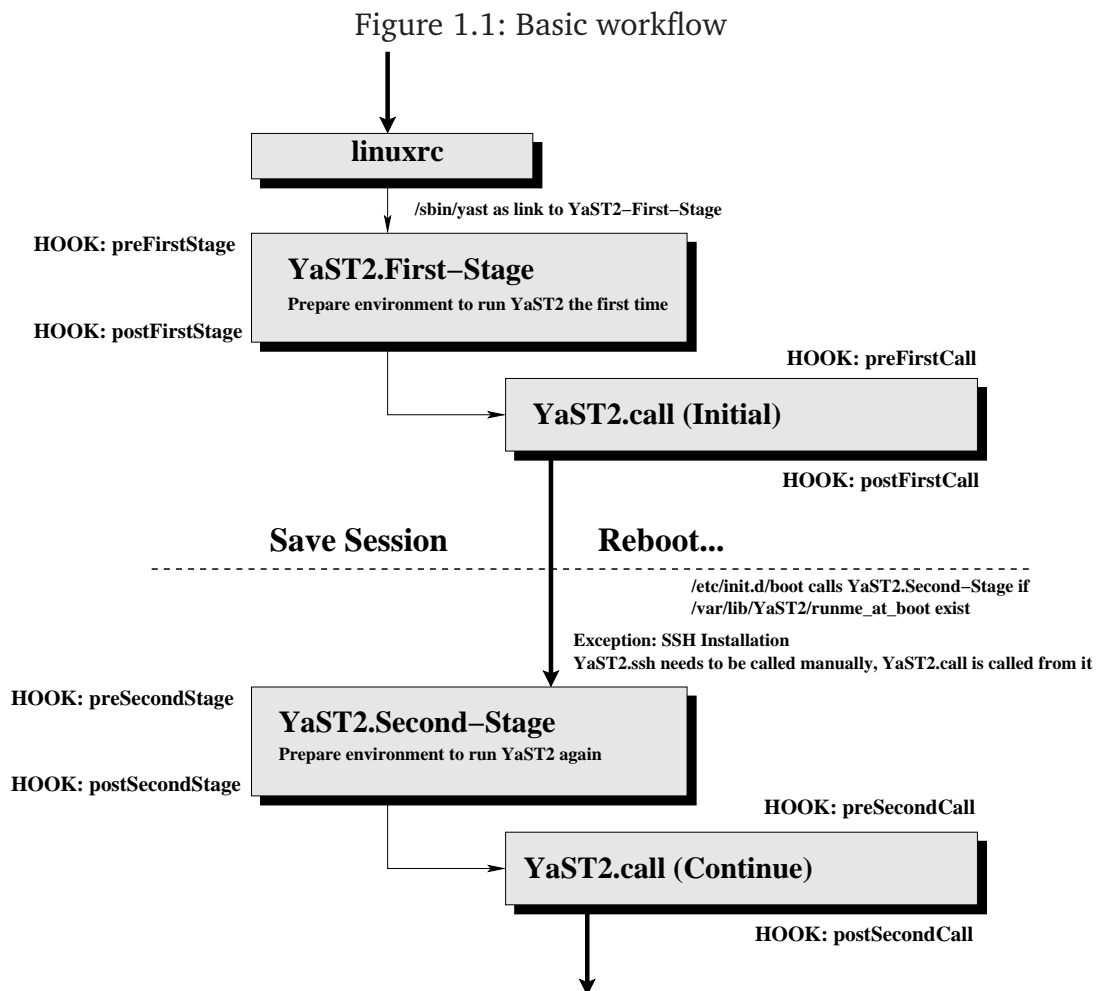 Figure 1.1: Basic workflow
linuxrc
/sbin/yast as link to YaST2−First−Stage
HOOK: preFirstStage
YaST2.First−Stage
Prepare environment to run YaST2 the first time
HOOK: postFirstStage
HOOK: preFirstCall
YaST2.call (Initial)
HOOK: postFirstCall
Save Session
Reboot...
/etc/init.d/boot calls YaST2.Second−Stage if
/var/lib/YaST2/runme_at_boot exist
Exception: SSH Installation
YaST2.ssh needs to be called manually, YaST2.call is called from it
HOOK: preSecondStage
YaST2.Second−Stage
Prepare environment to run YaST2 again
HOOK: postSecondStage
HOOK: preSecondCall
YaST2.call (Continue)
HOOK: postSecondCall